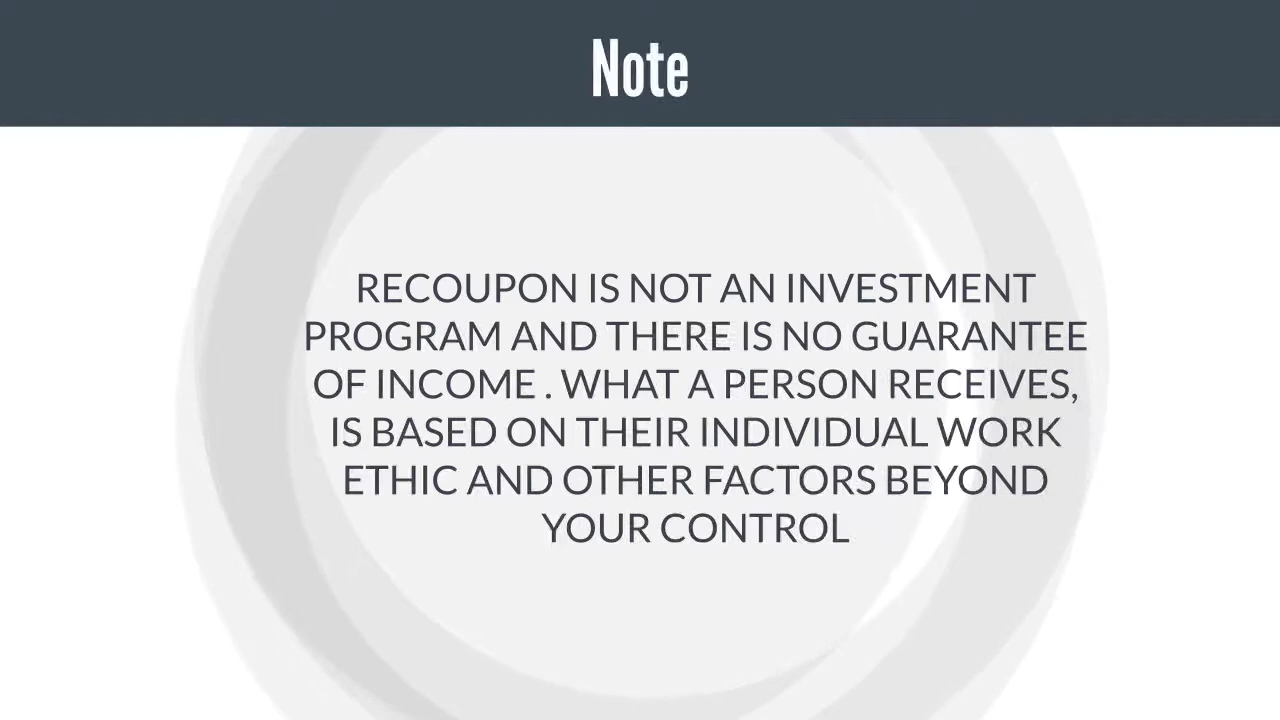 Note
RECOUPON IS NOT AN INVESTMENT
PROGRAM AND THERE IS NO GUARANTEE
OF INCOME . WHAT A PERSON RECEIVES,
IS BASED ON THEIR INDIVIDUAL WORK
ETHIC AND OTHER FACTORS BEYOND
YOUR CONTROL